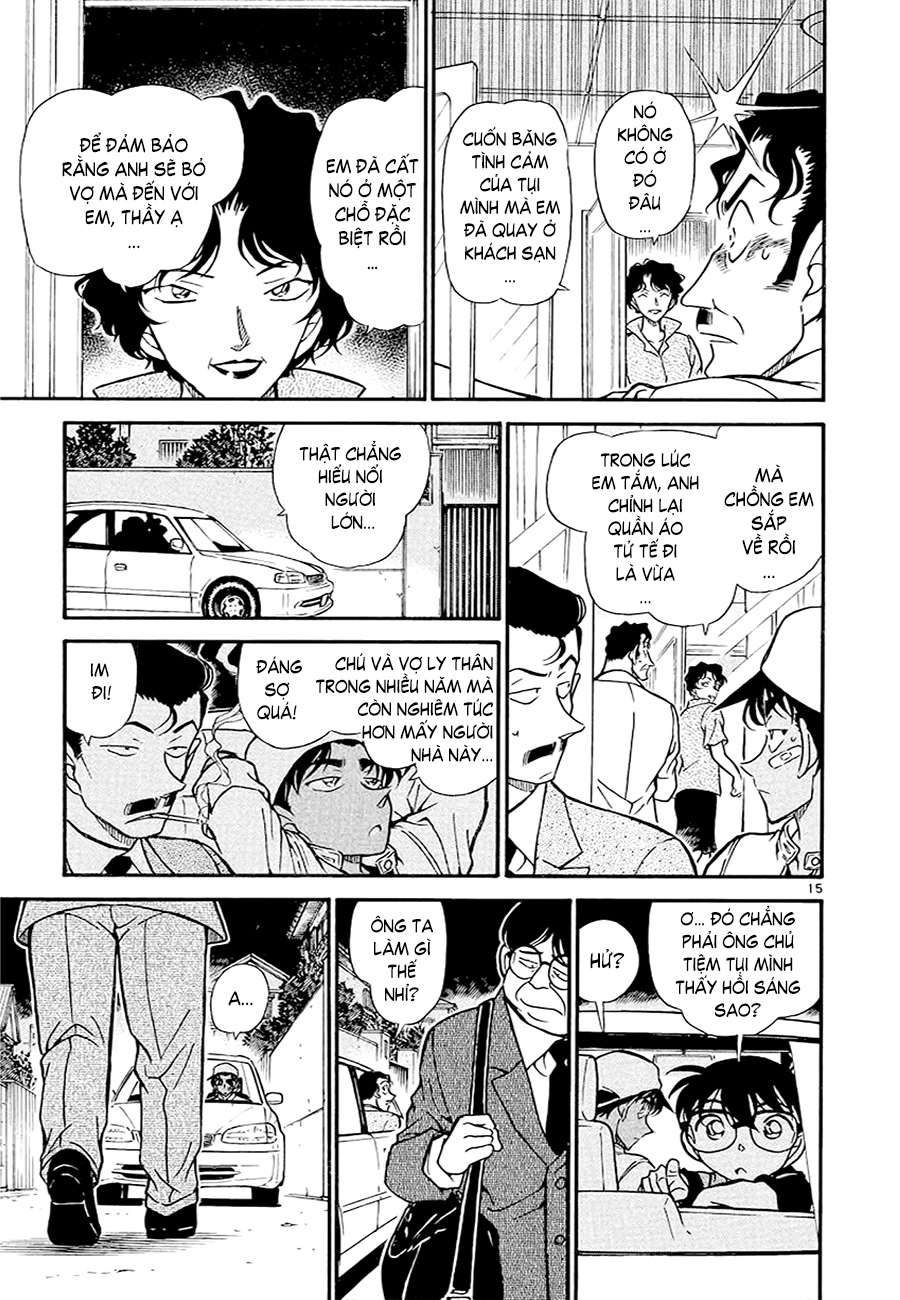 NÓ
KHÔNG
CÓ Ở
ĐÓ
ĐÂU
...
CUỐN BĂNG
TÌNH CẢM
CỦA TỤI
MÌNH MÀ EM
ĐÃ QUAY Ở
KHÁCH SẠN
...
EM ĐÃ CẤT
NÓ Ở MỘT
CHỖ ĐẶC
BIỆT RỒI
...
ĐỂ ĐẢM BẢO
RẰNG ANH SẼ BỎ
VỢ MÀ ĐẾN VỚI
EM, THẦY Ạ
...
MÀ
CHỒNG EM
SẮP
VỀ RỒI
...
TRONG LÚC
EM TẮM, ANH
CHỈNH LẠI
QUẦN ÁO
TỬ TẾ ĐI
LÀ VỪA
...
THẬT CHẲNG
HIỂU NỔI
NGƯỜI
LỚN...
CHÚ VÀ VỢ LY THÂN
TRONG NHIỀU NĂM MÀ
CÒN NGHIÊM TÚC
HƠN MẤY NGƯỜI
NHÀ NÀY...
ĐÁNG
SỢ
QUÁ!
IM
ĐI!
15
Ơ... ĐÓ CHẲNG
PHẢI ÔNG CHỦ
TIỆM TỤI MÌNH
THẤY HỒI SÁNG
SAO?
HỬ?
ÔNG TA
LÀM GÌ
THẾ
NHỈ?
A...